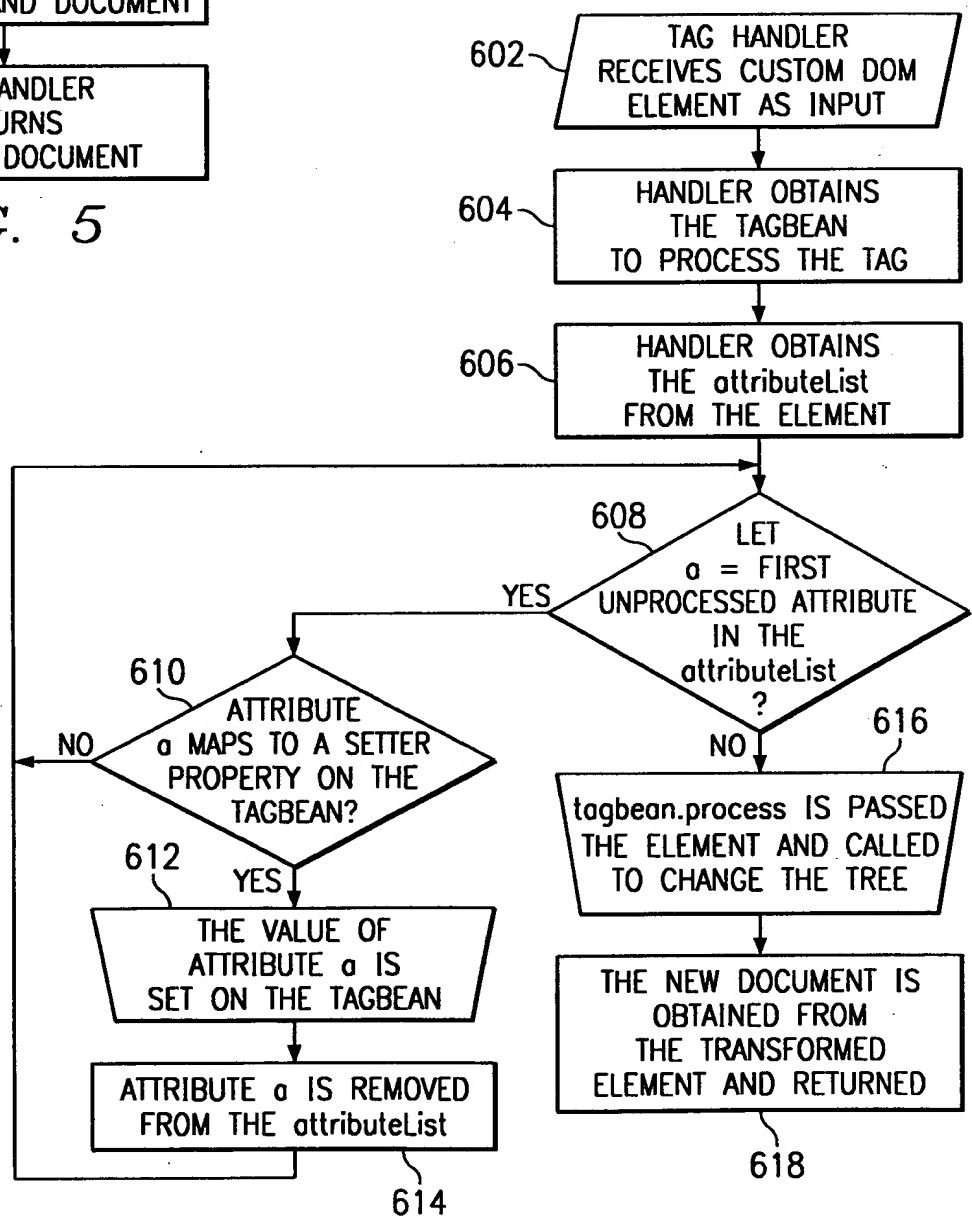 AND DOCUMENT
DOCUMENT
5
602
TAG HANDLER
RECEIVES CUSTOM DOM
ELEMENT AS INPUT
604
HANDLER OBTAINS
THE TAGBEAN
TO PROCESS THE TAG
606
HANDLER OBTAINS
THE attributeList
FROM THE ELEMENT
608
LET
a = FIRST
UNPROCESSED ATTRIBUTE
IN THE
attributeList
?
YES
NO
610
ATTRIBUTE
a MAPS TO A SETTER
PROPERTY ON THE
TAGBEAN?
NO
YES
612
THE VALUE OF
ATTRIBUTE a IS
SET ON THE TAGBEAN
ATTRIBUTE a IS REMOVED
FROM THE attributeList
614
616
tagbean.process IS PASSED
THE ELEMENT AND CALLED
TO CHANGE THE TREE
THE NEW DOCUMENT IS
OBTAINED FROM
THE TRANSFORMED
ELEMENT AND RETURNED
618